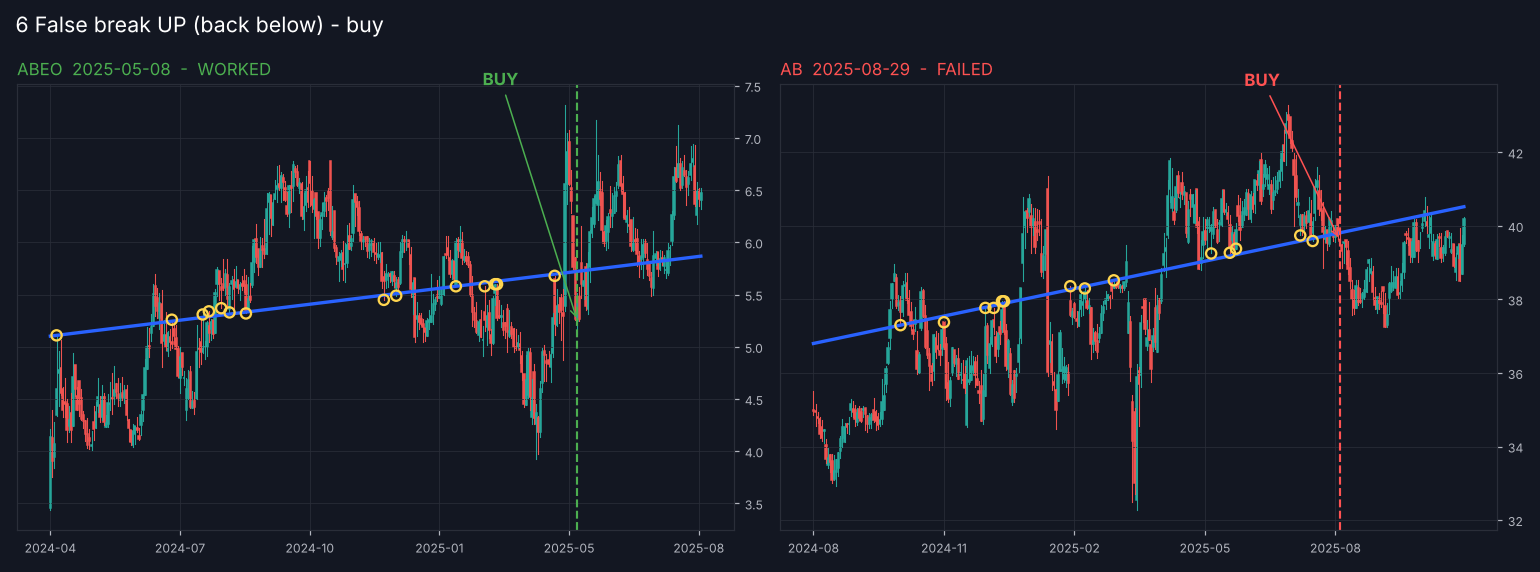 6 False break UP (back below) - buy
ABEO 2025-05-08 - WORKED
BUY
7.5
7.0
6.5
6.0
5.5
5.0
4.5
4.0
3.5
2024-04 2024-07 2024-10 2025-01 2025-05 2025-08
AB 2025-08-29 - FAILED
BUY
42
40
38
36
34
32
2024-08 2024-11 2025-02 2025-05 2025-08